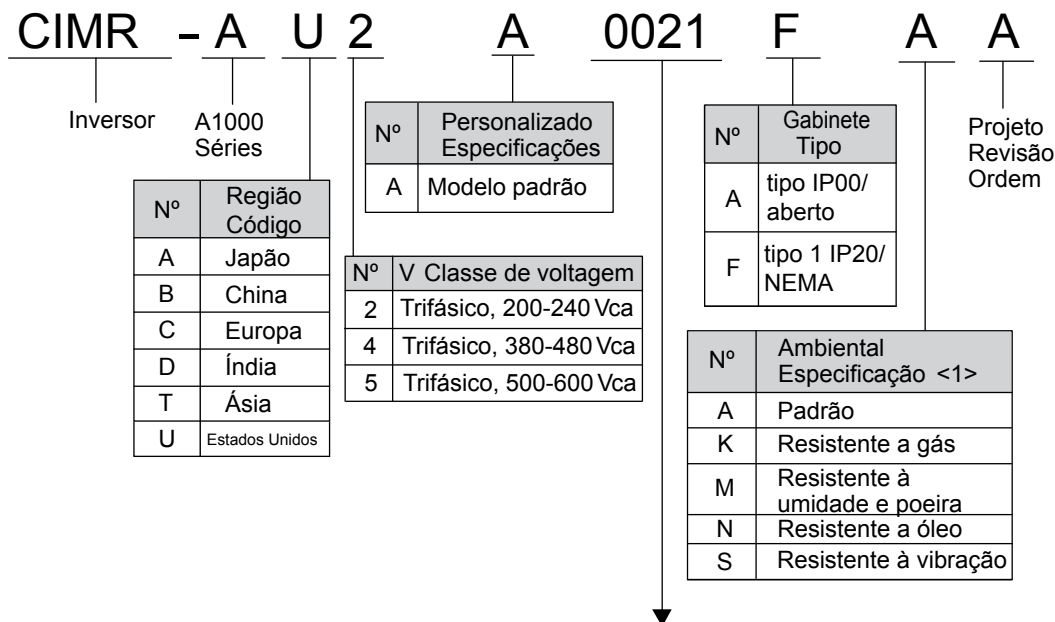 CIMR - A U 2 A 0021 F A A
Inversor
A1000
Séries
Nº Região
Código
A Japão
B China
C Europa
D Índia
T Ásia
U Estados Unidos
Nº V Classe de voltagem
2 Trifásico, 200-240 Vca
4 Trifásico, 380-480 Vca
5 Trifásico, 500-600 Vca
Nº Personalizado
Especificações
A Modelo padrão
Nº Gabinete
Tipo
A tipo IP00/
aberto
F tipo 1 IP20/
NEMA
Nº Ambiental
Especificação <1>
A Padrão
K Resistente a gás
M Resistente à
umidade e poeira
N Resistente a óleo
S Resistente à vibração
Projeto
Revisão
Ordem